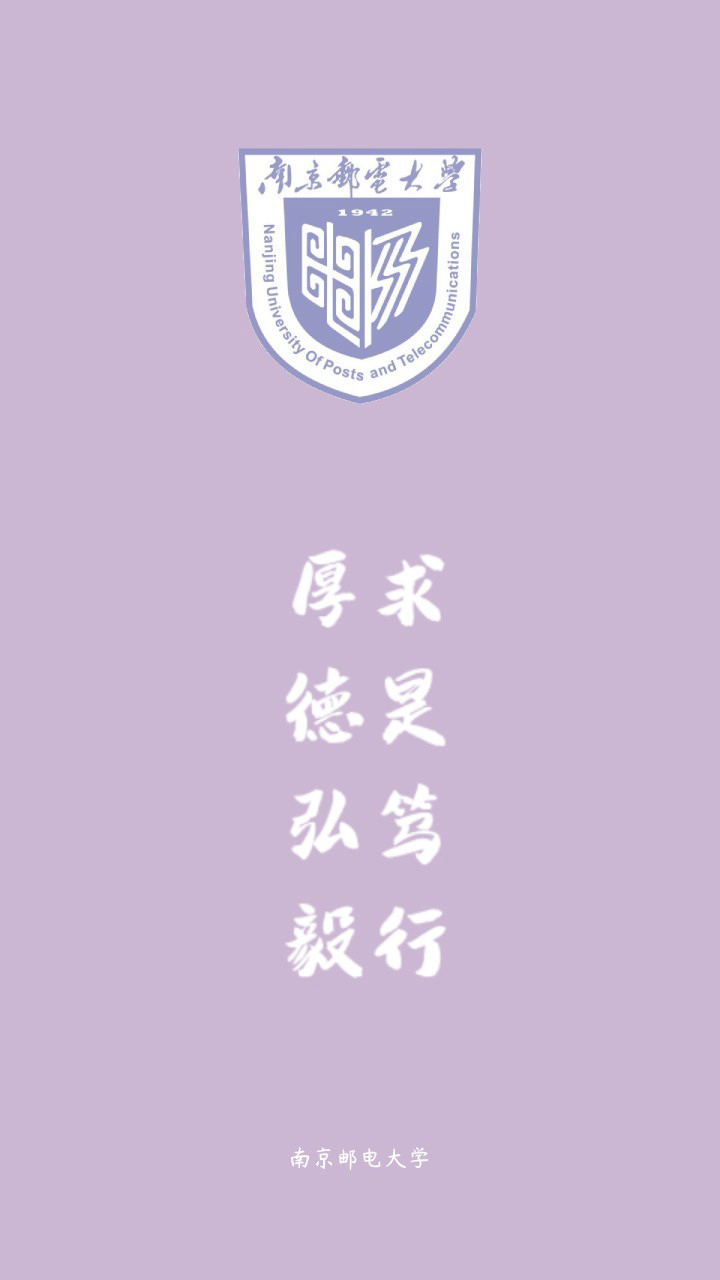 南京郵電大學
1942
Nanjing University Of Posts and Telecommunications
厚德弘毅
求是笃行
南京邮电大学